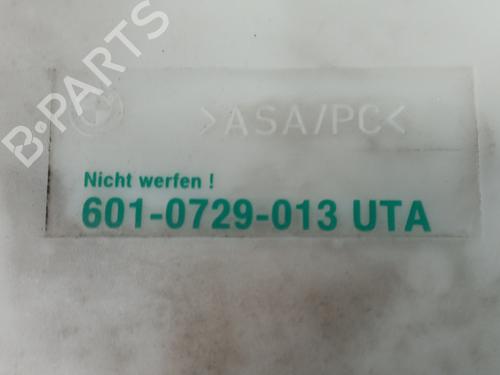 B-PARTS
>ASA/PC<
Nicht werfen !
601-0729-013 UTA